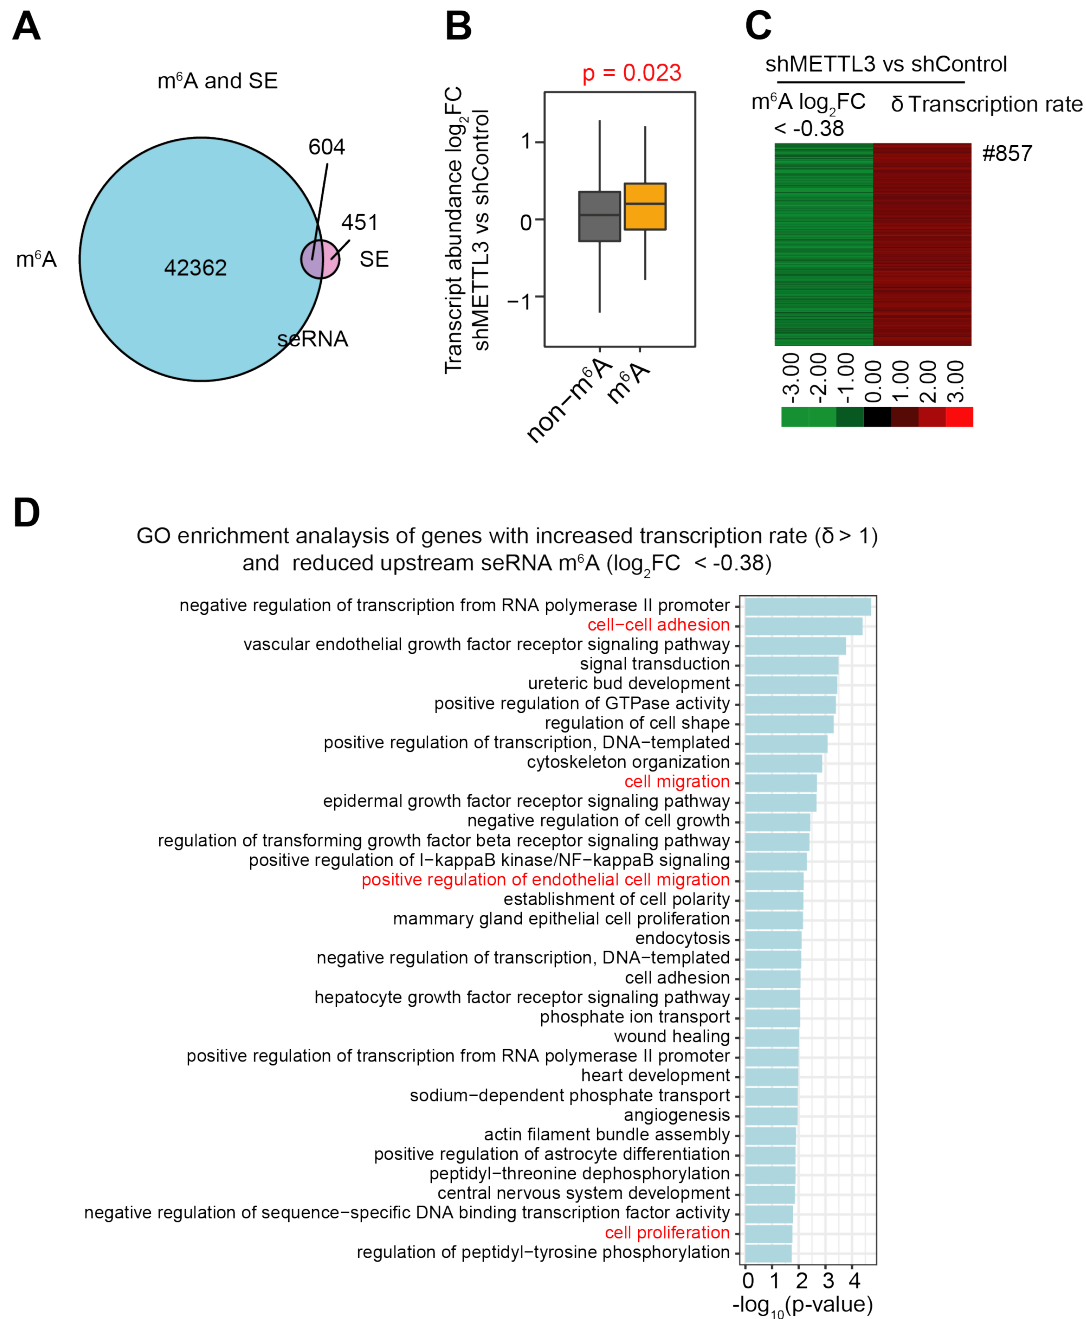 A
m⁶A and SE
604
451
m⁶A
42362
SE
seRNA
B
p = 0.023
Transcript abundance log₂FC
shMETTL3 vs shControl
1
0
−1
non−m⁶A
m⁶A
C
shMETTL3 vs shControl
m⁶A log₂FC
< -0.38
δ Transcription rate
#857
-3.00
-2.00
-1.00
0.00
1.00
2.00
3.00
D
GO enrichment analaysis of genes with increased transcription rate (δ > 1)
and reduced upstream seRNA m⁶A (log₂FC < -0.38)
negative regulation of transcription from RNA polymerase II promoter
cell−cell adhesion
vascular endothelial growth factor receptor signaling pathway
signal transduction
ureteric bud development
positive regulation of GTPase activity
regulation of cell shape
positive regulation of transcription, DNA−templated
cytoskeleton organization
cell migration
epidermal growth factor receptor signaling pathway
negative regulation of cell growth
regulation of transforming growth factor beta receptor signaling pathway
positive regulation of I−kappaB kinase/NF−kappaB signaling
positive regulation of endothelial cell migration
establishment of cell polarity
mammary gland epithelial cell proliferation
endocytosis
negative regulation of transcription, DNA−templated
cell adhesion
hepatocyte growth factor receptor signaling pathway
phosphate ion transport
wound healing
positive regulation of transcription from RNA polymerase II promoter
heart development
sodium−dependent phosphate transport
angiogenesis
actin filament bundle assembly
positive regulation of astrocyte differentiation
peptidyl−threonine dephosphorylation
central nervous system development
negative regulation of sequence−specific DNA binding transcription factor activity
cell proliferation
regulation of peptidyl−tyrosine phosphorylation
0 1 2 3 4
-log₁₀(p-value)